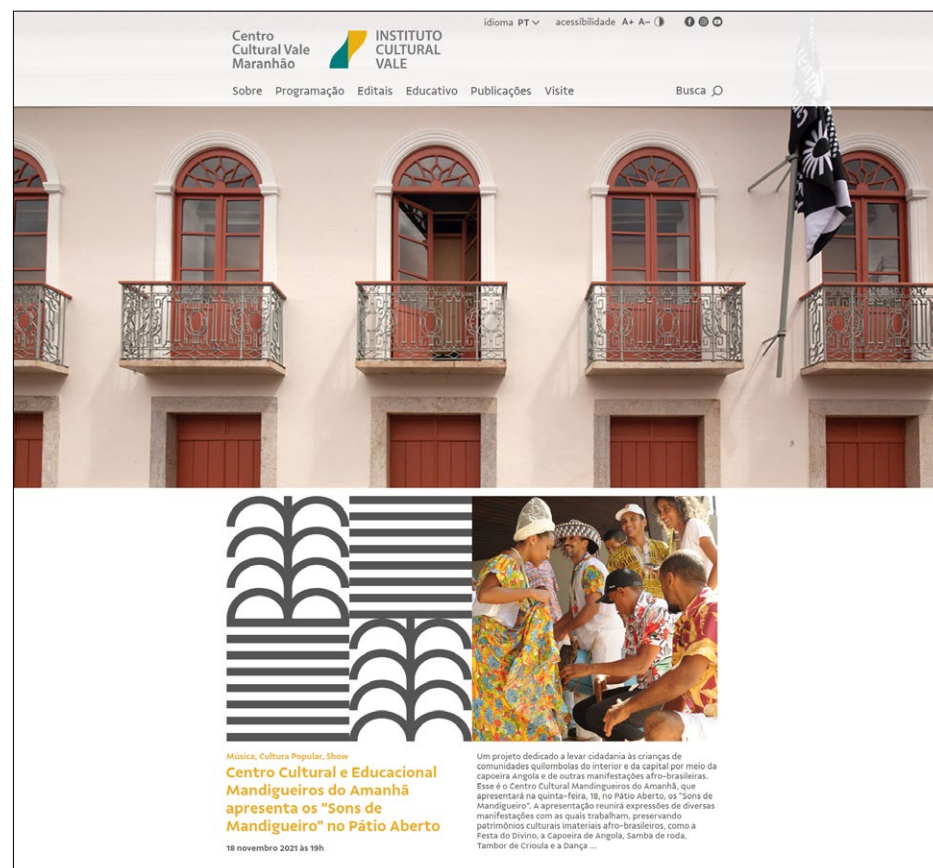 idioma PT
acessibilidade A+ A-
Centro
Cultural Vale
Maranhão
INSTITUTO
CULTURAL
VALE
Sobre Programação Editais Educativo Publicações Visite Busca
Música, Cultura Popular, Show
Centro Cultural e Educacional
Mandigueiros do Amanhã
apresenta os "Sons de
Mandigueiro" no Pátio Aberto
18 novembro 2021 às 19h
Um projeto dedicado a levar cidadania às crianças de
comunidades quilombolas do interior e da capital por meio da
capoeira Angola e de outras manifestações afro-brasileiras.
Esse é o Centro Cultural Mandingueiros do Amanhã, que
apresentará na quinta-feira, 18, no Pátio Aberto, os "Sons de
Mandigueiro". A apresentação reunirá expressões de diversas
manifestações com as quais trabalham, preservando
patrimônios culturais imateriais afro-brasileiros, como a
Festa do Divino, a Capoeira de Angola, Samba de roda,
Tambor de Crioula e a Dança ...